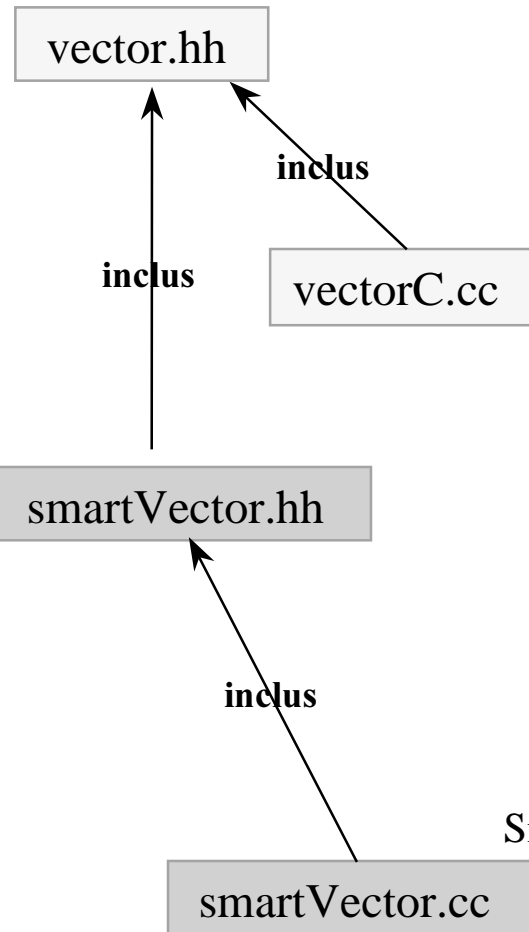 vector.hh
inclus
inclus
vectorC.cc
smartVector.hh
inclus
smartVector.cc